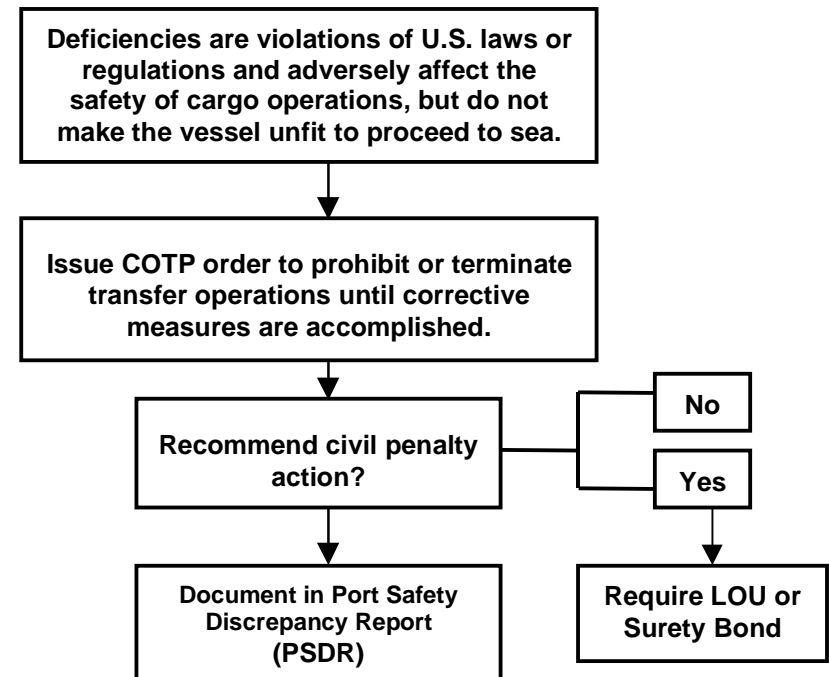 Deficiencies are violations of U.S. laws or
regulations and adversely affect the
safety of cargo operations, but do not
make the vessel unfit to proceed to sea.
Issue COTP order to prohibit or terminate
transfer operations until corrective
measures are accomplished.
Recommend civil penalty
action?
No
Yes
Document in Port Safety
Discrepancy Report
(PSDR)
Require LOU or
Surety Bond